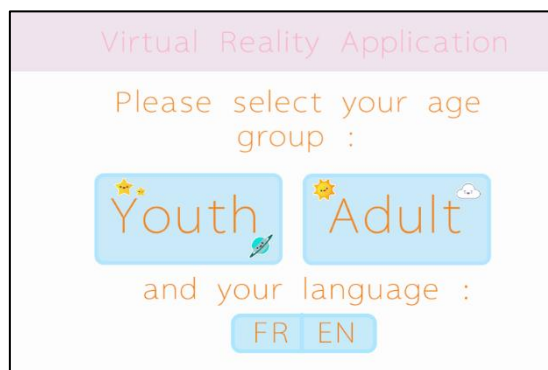 Virtual Reality Application
Please select your age
group :
Youth Adult
and your language :
FR EN